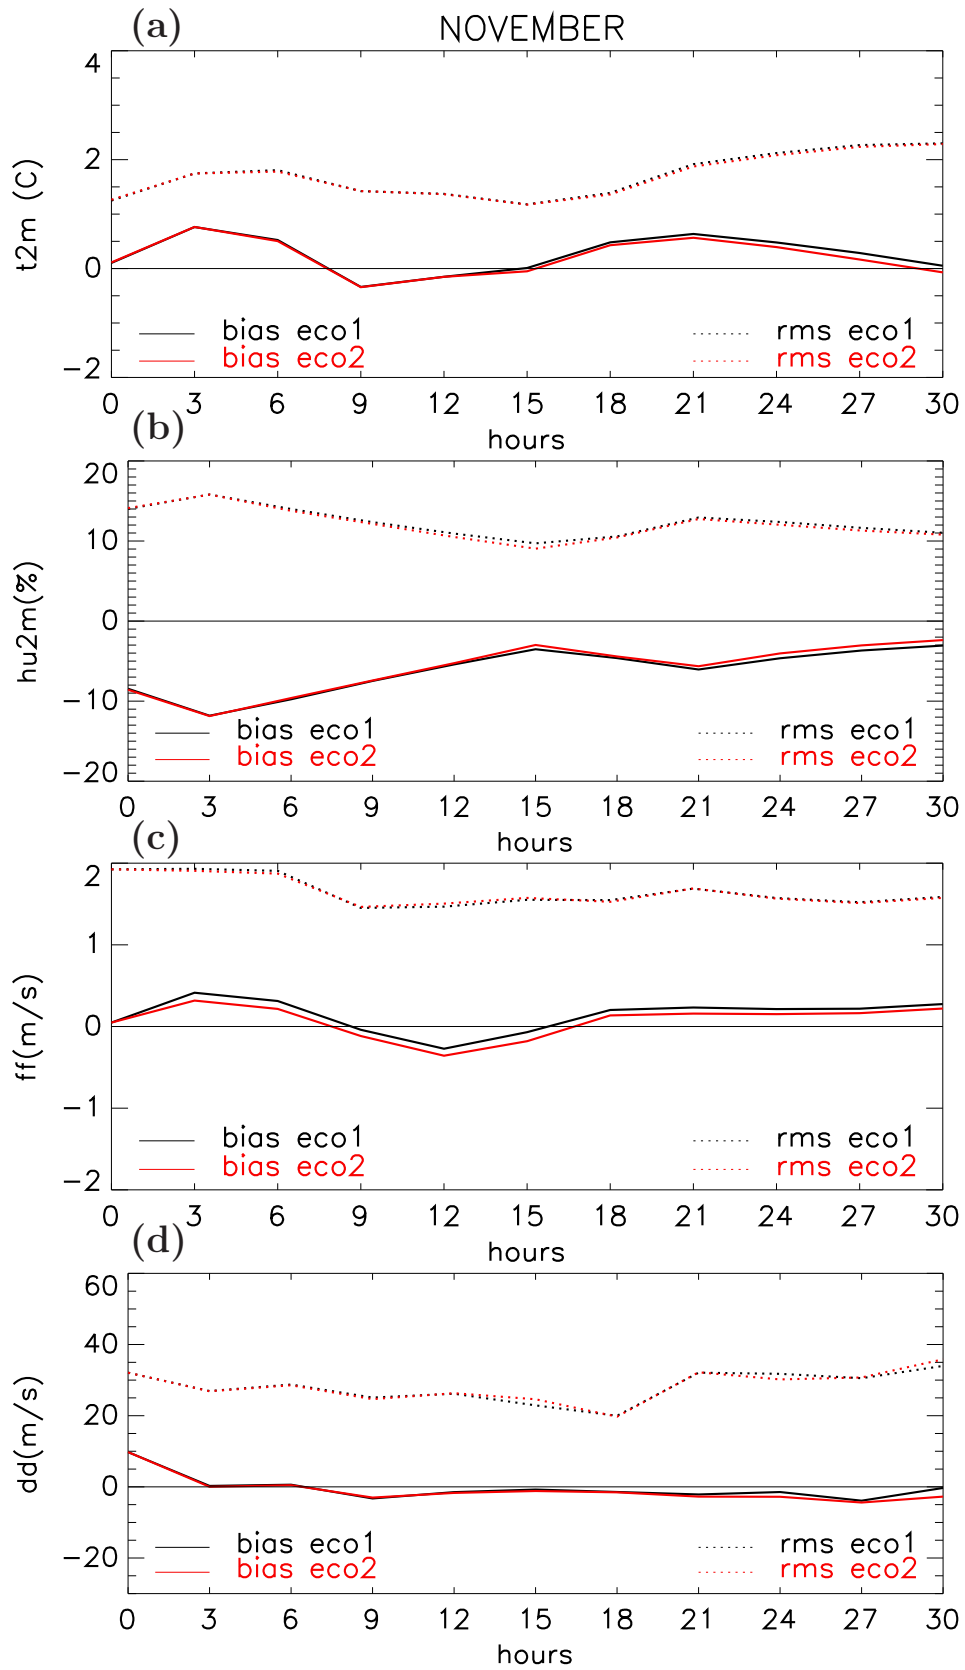 (a) NOVEMBER
4
2
0
-2
t2m (C)
bias eco1 rms eco1
bias eco2 rms eco2
0 3 6 9 12 15 18 21 24 27 30
hours
(b)
20
10
0
-10
-20
hu2m(%)
bias eco1 rms eco1
bias eco2 rms eco2
0 3 6 9 12 15 18 21 24 27 30
hours
(c)
2
1
0
-1
-2
ff(m/s)
bias eco1 rms eco1
bias eco2 rms eco2
0 3 6 9 12 15 18 21 24 27 30
hours
(d)
60
40
20
0
-20
dd(m/s)
bias eco1 rms eco1
bias eco2 rms eco2
0 3 6 9 12 15 18 21 24 27 30
hours